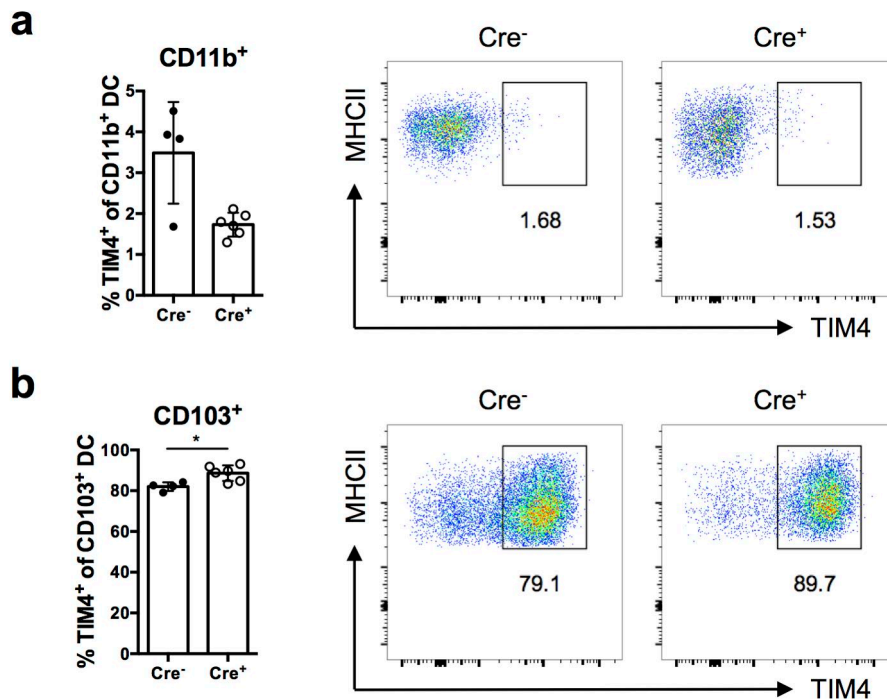 a
CD11b⁺
% TIM4⁺ of CD11b⁺ DC
5
4
3
2
1
0
Cre⁻ Cre⁺
Cre⁻ Cre⁺
MHCII
1.68 1.53
TIM4
b
CD103⁺
% TIM4⁺ of CD103⁺ DC
100
80
60
40
20
0
*
Cre⁻ Cre⁺
Cre⁻ Cre⁺
MHCII
79.1 89.7
TIM4